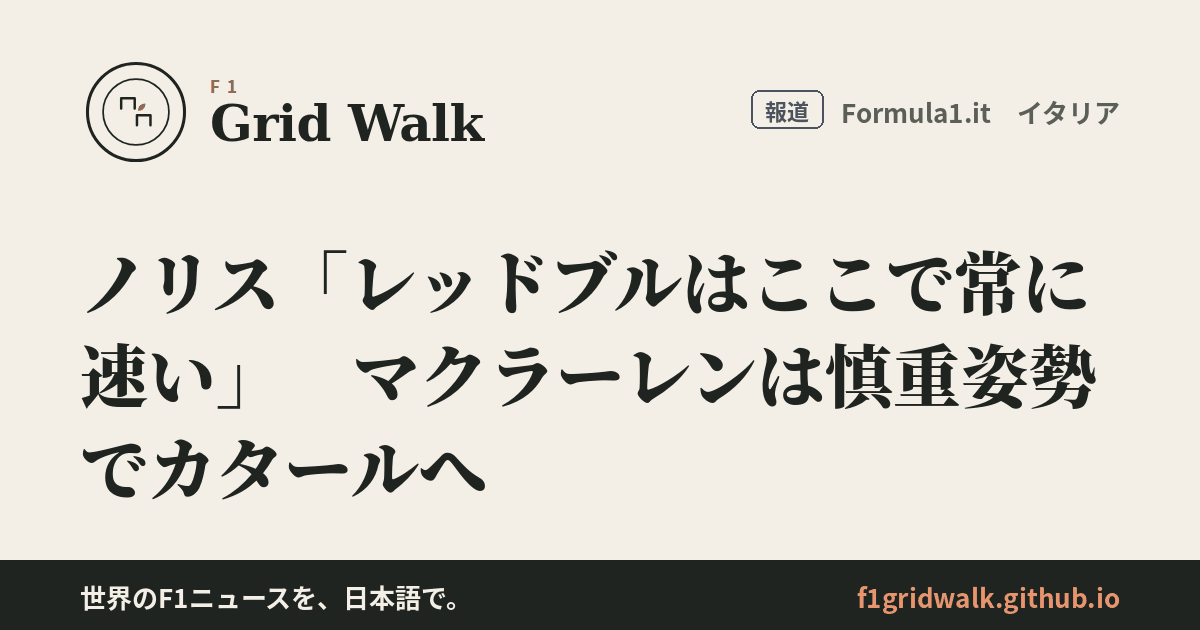 F1
Grid Walk
報道 Formula1.it イタリア
ノリス「レッドブルはここで常に
速い」 マクラーレンは慎重姿勢
でカタールへ
世界のF1ニュースを、日本語で。
f1gridwalk.github.io